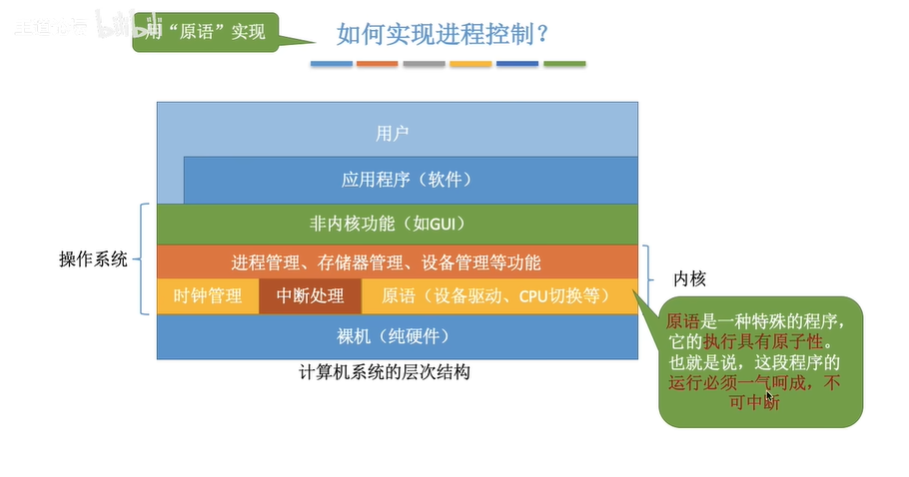 bilibili
用“原语”实现
如何实现进程控制？
用户
应用程序（软件）
非内核功能（如GUI）
操作系统
进程管理、存储器管理、设备管理等功能
内核
时钟管理
中断处理
原语（设备驱动、CPU切换等）
裸机（纯硬件）
计算机系统的层次结构
原语是一种特殊的程序，
它的执行具有原子性。
也就是说，这段程序的
运行必须一气呵成，不
可中断